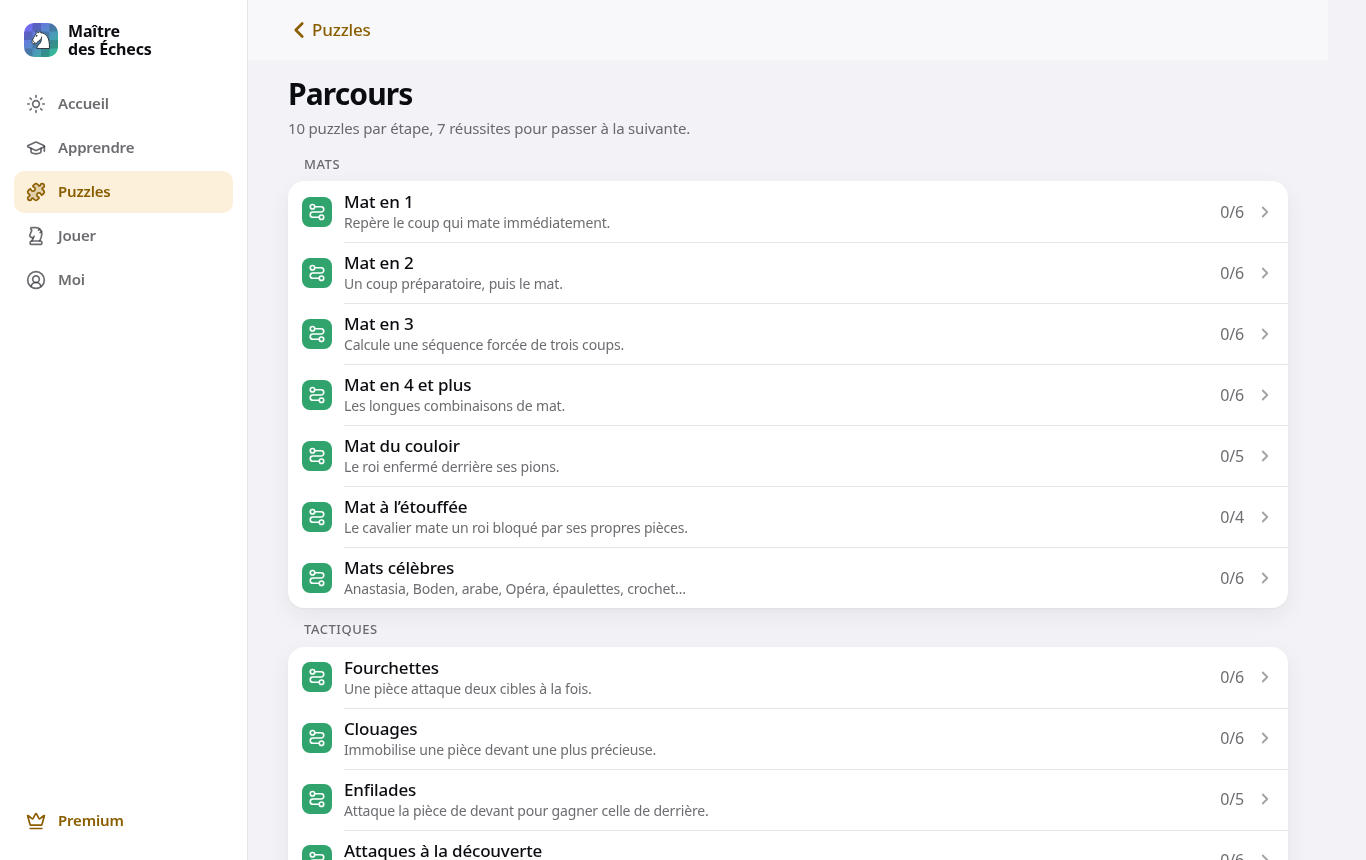 Maître
des Échecs
Accueil
Apprendre
Puzzles
Jouer
Moi
Premium
Puzzles
Parcours
10 puzzles par étape, 7 réussites pour passer à la suivante.
MATS
Mat en 1
Repère le coup qui mate immédiatement.
0/6
Mat en 2
Un coup préparatoire, puis le mat.
0/6
Mat en 3
Calcule une séquence forcée de trois coups.
0/6
Mat en 4 et plus
Les longues combinaisons de mat.
0/6
Mat du couloir
Le roi enfermé derrière ses pions.
0/5
Mat à l’étouffée
Le cavalier mate un roi bloqué par ses propres pièces.
0/4
Mats célèbres
Anastasia, Boden, arabe, Opéra, épaulettes, crochet…
0/6
TACTIQUES
Fourchettes
Une pièce attaque deux cibles à la fois.
0/6
Clouages
Immobilise une pièce devant une plus précieuse.
0/6
Enfilades
Attaque la pièce de devant pour gagner celle de derrière.
0/5
Attaques à la découverte
0/6